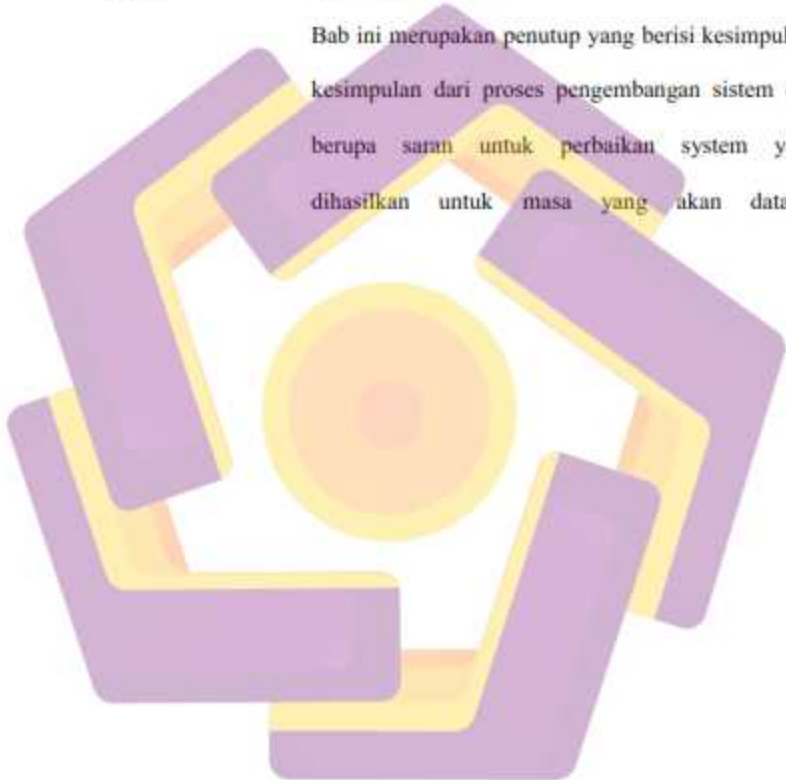 Bab ini merupakan penutup yang berisi kesimpul
kesimpulan dari proses pengembangan sistem
berupa saran untuk perbaikan system y
dihasilkan untuk masa yang akan data